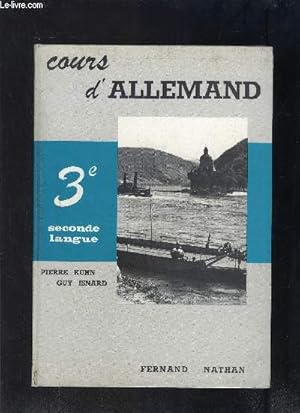 Le-livre.com
cours
d'ALLEMAND
3e
seconde
langue
PIERRE KUHN
GUY ISNARD
FERNAND NATHAN